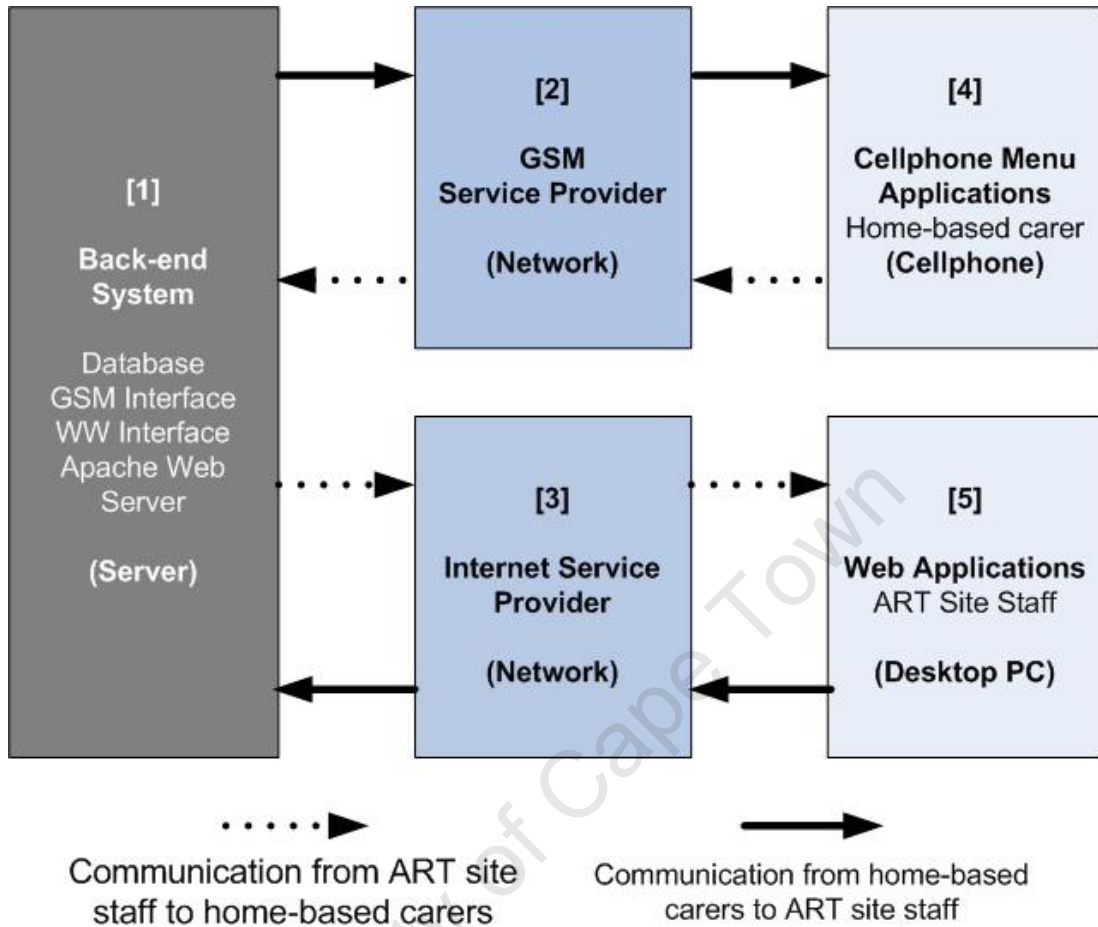 [1]
Back-end
System
Database
GSM Interface
WW Interface
Apache Web
Server
(Server)
[2]
GSM
Service Provider
(Network)
[4]
Cellphone Menu
Applications
Home-based carer
(Cellphone)
[3]
Internet Service
Provider
(Network)
[5]
Web Applications
ART Site Staff
(Desktop PC)
Communication from ART site
staff to home-based carers
Communication from home-based
carers to ART site staff
of Cape Town